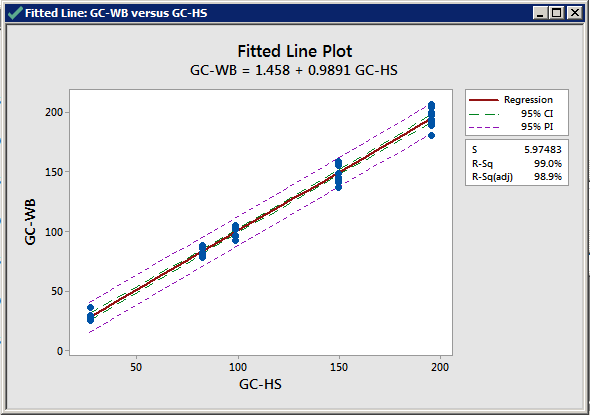 Fitted Line: GC-WB versus GC-HS
Fitted Line Plot
GC-WB = 1.458 + 0.9891 GC-HS
200
150
100
50
0
GC-WB
50
100
150
200
GC-HS
Regression
95% CI
95% PI
S 5.97483
R-Sq 99.0%
R-Sq(adj) 98.9%